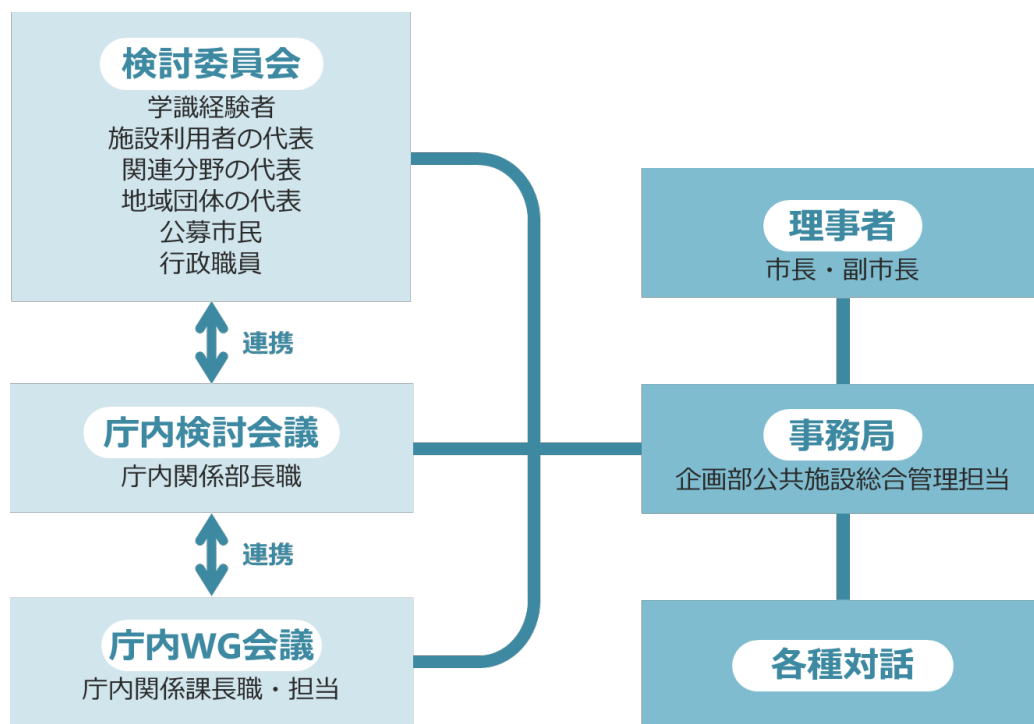 検討委員会
学識経験者
施設利用者の代表
関連分野の代表
地域団体の代表
公募市民
行政職員
連携
庁内検討会議
庁内関係部長職
連携
庁内WG会議
庁内関係課長職・担当
理事者
市長・副市長
事務局
企画部公共施設総合管理担当
各種対話